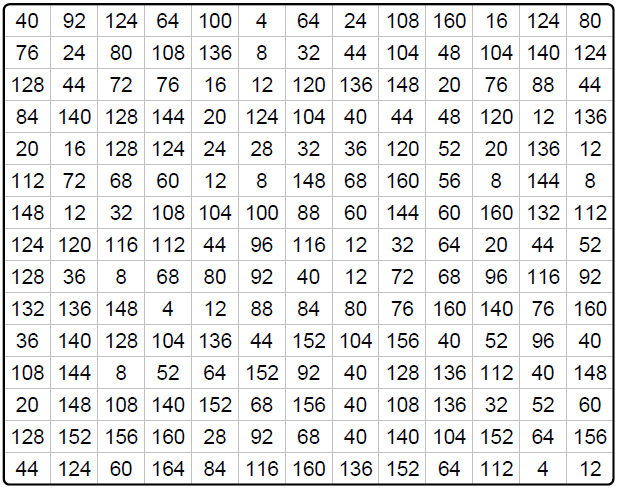 40 92 124 64 100 4 64 24 108 160 16 124 80
76 24 80 108 136 8 32 44 104 48 104 140 124
128 44 72 76 16 12 120 136 148 20 76 88 44
84 140 128 144 20 124 104 40 44 48 120 12 136
20 16 128 124 24 28 32 36 120 52 20 136 12
112 72 68 60 12 8 148 68 160 56 8 144 8
148 12 32 108 104 100 88 60 144 60 160 132 112
124 120 116 112 44 96 116 12 32 64 20 44 52
128 36 8 68 80 92 40 12 72 68 96 116 92
132 136 148 4 12 88 84 80 76 160 140 76 160
36 140 128 104 136 44 152 104 156 40 52 96 40
108 144 8 52 64 152 92 40 128 136 112 40 148
20 148 108 140 152 68 156 40 108 136 32 52 60
128 152 156 160 28 92 68 40 140 104 152 64 156
44 124 60 164 84 116 160 136 152 64 112 4 12